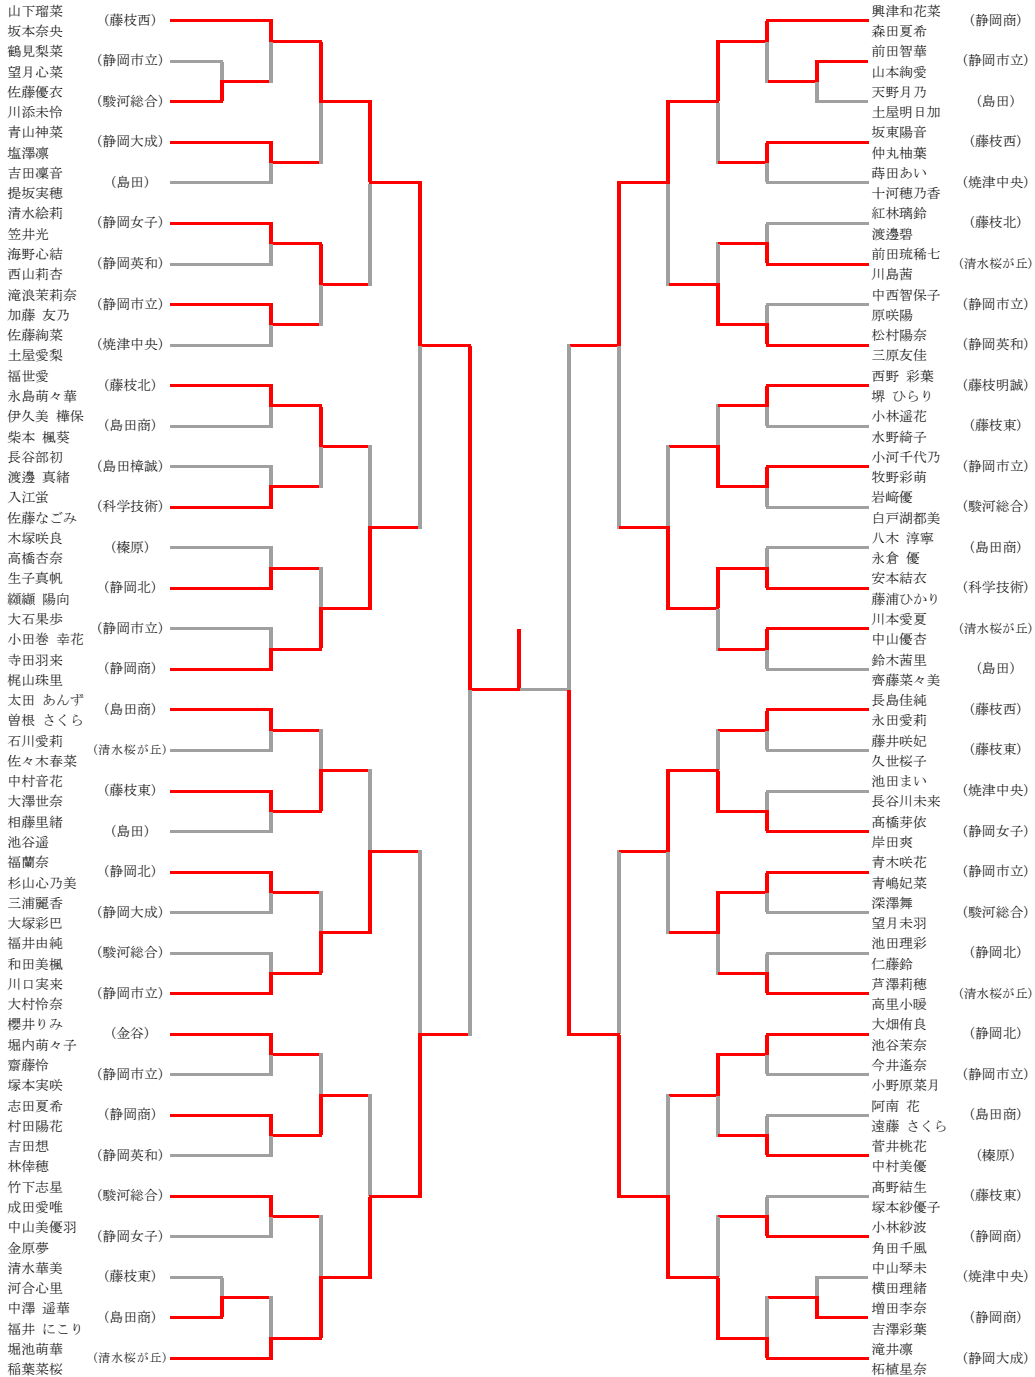 山下瑠菜
坂本奈央
(藤枝西)
鶴見梨菜
望月心菜
(静岡市立)
佐藤優衣
川添未怜
(駿河総合)
青山神菜
塩澤凛
(静岡大成)
吉田凜音
提坂実穂
(島田)
清水絵莉
笠井光
(静岡女子)
海野心結
西山莉杏
(静岡英和)
滝浪茉莉奈
加藤 友乃
(静岡市立)
佐藤絢菜
土屋愛梨
(焼津中央)
福世愛
永島萌々華
(藤枝北)
伊久美 樺保
柴本 楓葵
(島田商)
長谷部初
渡邊 真緒
(島田樟誠)
入江蛍
佐藤なごみ
(科学技術)
木塚咲良
高橋杏奈
(榛原)
生子真帆
纐纈 陽向
(静岡北)
大石果歩
小田巻 幸花
(静岡市立)
寺田羽来
梶山珠里
(静岡商)
太田 あんず
曽根 さくら
(島田商)
石川愛莉
佐々木春菜
(清水桜が丘)
中村音花
大澤世奈
(藤枝東)
相藤里緒
池谷遥
(島田)
福蘭奈
杉山心乃美
(静岡北)
三浦麗香
大塚彩巴
(静岡大成)
福井由純
和田美楓
(駿河総合)
川口実来
大村怜奈
(静岡市立)
櫻井りみ
堀内萌々子
(金谷)
齋藤怜
塚本実咲
(静岡市立)
志田夏希
村田陽花
(静岡商)
吉田想
林倖穂
(静岡英和)
竹下志星
成田愛唯
(駿河総合)
中山美優羽
金原夢
(静岡女子)
清水華美
河合心里
(藤枝東)
中澤 遥華
福井 にこり
(島田商)
堀池萌華
稲葉菜桜
(清水桜が丘)
興津和花菜
森田夏希
(静岡商)
前田智華
山本絢愛
(静岡市立)
天野月乃
土屋明日加
(島田)
坂東陽音
仲丸柚葉
(藤枝西)
蒔田あい
十河穂乃香
(焼津中央)
紅林璃鈴
渡邊碧
(藤枝北)
前田琉稀七
川島茜
(清水桜が丘)
中西智保子
原咲陽
(静岡市立)
松村陽奈
三原友佳
(静岡英和)
西野 彩葉
堺 ひらり
(藤枝明誠)
小林遥花
水野綺子
(藤枝東)
小河千代乃
牧野彩萌
(静岡市立)
岩﨑優
白戸湖都美
(駿河総合)
八木 淳寧
永倉 優
(島田商)
安本結衣
藤浦ひかり
(科学技術)
川本愛夏
中山優杏
(清水桜が丘)
鈴木茜里
齊藤菜々美
(島田)
長島佳純
永田愛莉
(藤枝西)
藤井咲妃
久世桜子
(藤枝東)
池田まい
長谷川未来
(焼津中央)
髙橋芽依
岸田爽
(静岡女子)
青木咲花
青嶋妃菜
(静岡市立)
深澤舞
望月未羽
(駿河総合)
池田理彩
仁藤鈴
(静岡北)
芦澤莉穂
高里小暖
(清水桜が丘)
大畑侑良
池谷茉奈
(静岡北)
今井遙奈
小野原菜月
(静岡市立)
阿南 花
遠藤 さくら
(島田商)
菅井桃花
中村美優
(榛原)
髙野結生
塚本紗優子
(藤枝東)
小林紗波
角田千風
(静岡商)
中山琴未
横田理緒
(焼津中央)
増田李奈
吉澤彩葉
(静岡商)
滝井凛
柘植星奈
(静岡大成)